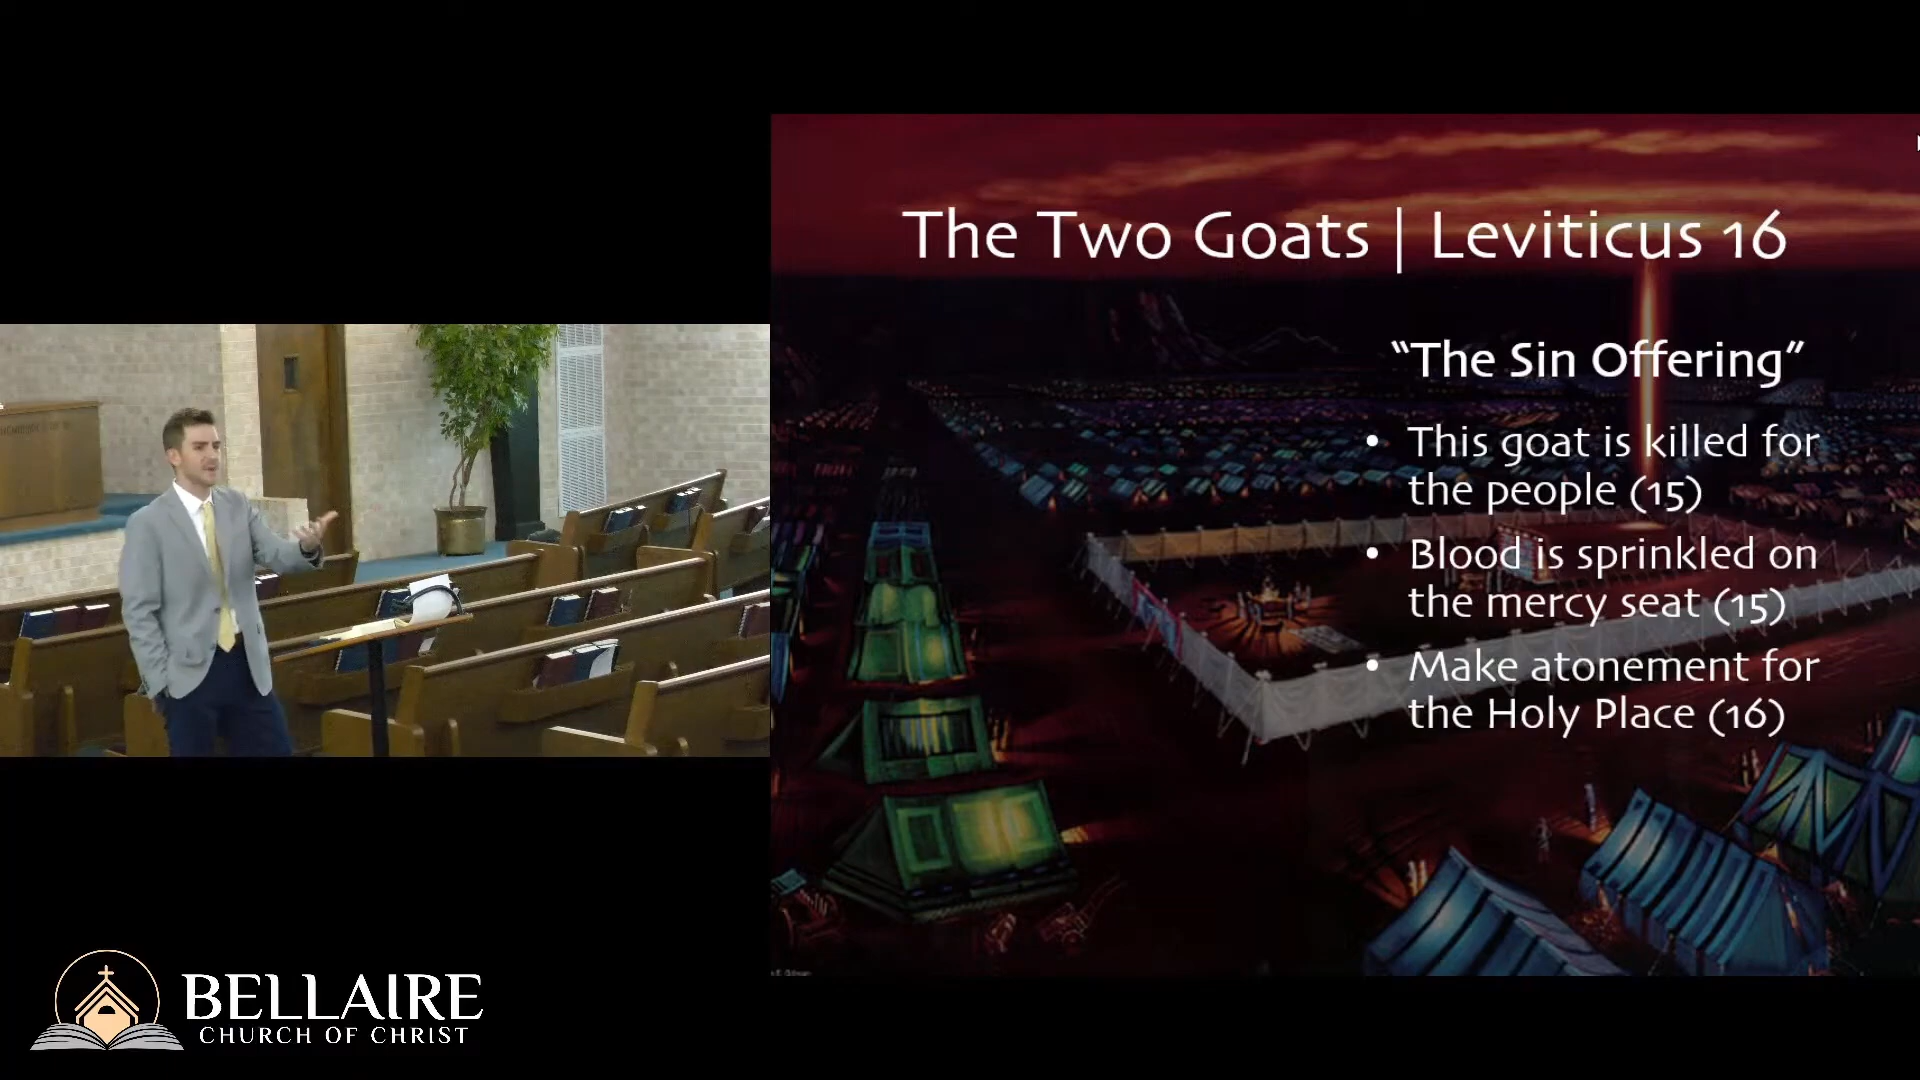 The Two Goats | Leviticus 16
“The Sin Offering”
• This goat is killed for
the people (15)
• Blood is sprinkled on
the mercy seat (15)
• Make atonement for
the Holy Place (16)
BELLAIRE
CHURCH OF CHRIST